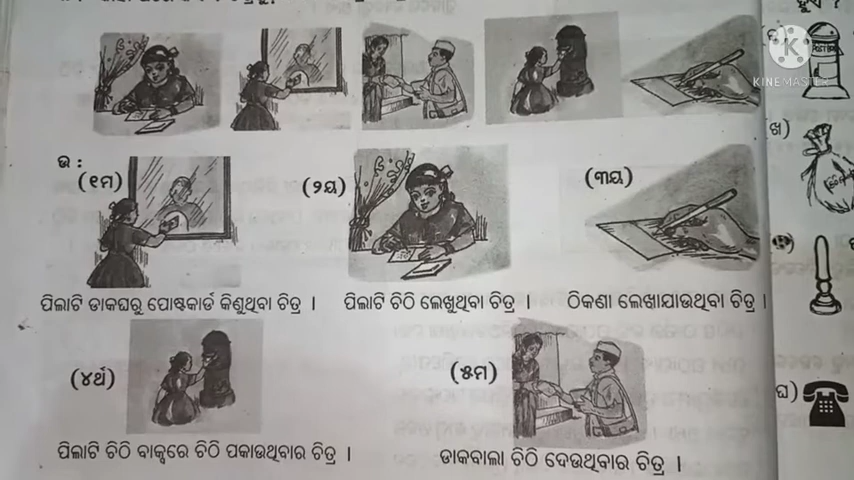 KINEMASTER
ଉ :
(୧ମ)
(୨ୟ)
(୩ୟ)
ପିଲାଟି ଡାକଘରୁ ପୋଷ୍ଟକାର୍ଡ କିଣୁଥିବା ଚିତ୍ର ।
ପିଲାଟି ଚିଠି ଲେଖୁଥିବା ଚିତ୍ର ।
ଠିକଣା ଲେଖାଯାଉଥିବା ଚିତ୍ର ।
(୪ର୍ଥ)
(୫ମ)
ପିଲାଟି ଚିଠି ବାକ୍ସରେ ଚିଠି ପକାଉଥିବାର ଚିତ୍ର ।
ଡାକବାଲା ଚିଠି ଦେଉଥିବାର ଚିତ୍ର ।
ଖ)
ଘ)